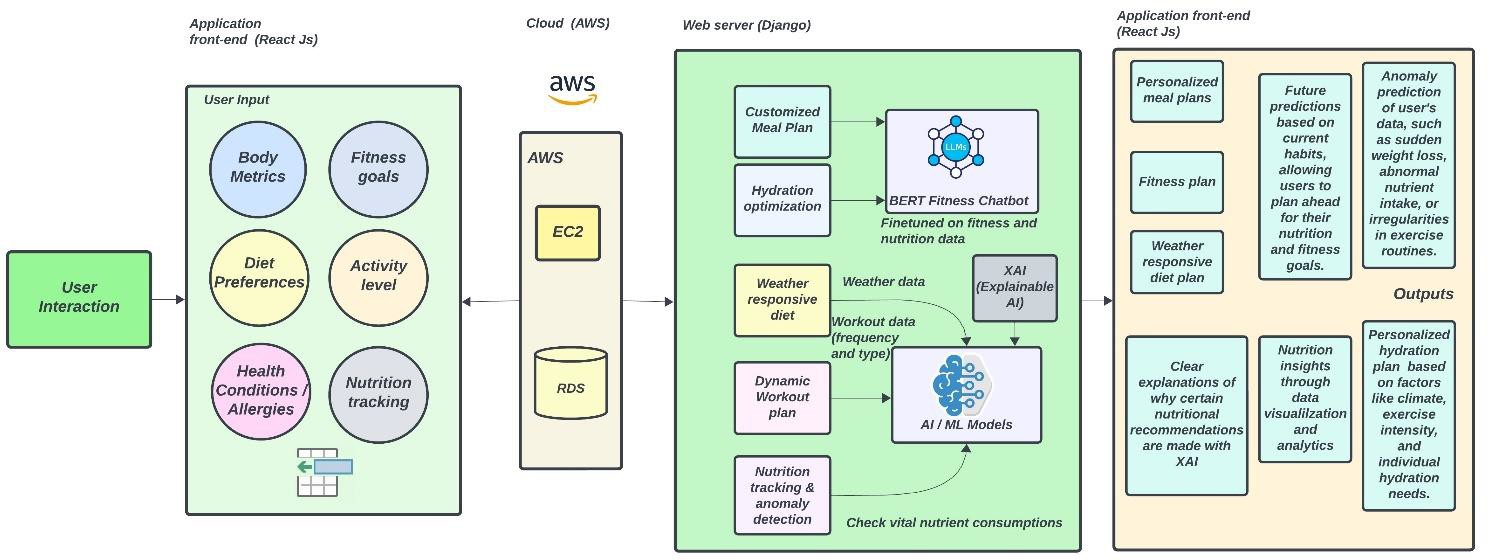 Application
front-end (React Js)
User
Interaction
User Input
Body
Metrics
Fitness
goals
Diet
Preferences
Activity
level
Health
Conditions /
Allergies
Nutrition
tracking
Cloud (AWS)
aws
AWS
EC2
RDS
Web server (Django)
Customized
Meal Plan
Hydration
optimization
LLMs
BERT Fitness Chatbot
Finetuned on fitness and
nutrition data
Weather
responsive
diet
Weather data
XAI
(Explainable
AI)
Workout data
(frequency
and type)
Dynamic
Workout
plan
AI / ML Models
Nutrition
tracking &
anomaly
detection
Check vital nutrient consumptions
Application front-end
(React Js)
Personalized
meal plans
Fitness plan
Weather
responsive
diet plan
Future
predictions
based on
current
habits,
allowing
users to
plan ahead
for their
nutrition
and fitness
goals.
Anomaly
prediction
of user's
data, such
as sudden
weight loss,
abnormal
nutrient
intake, or
irregularities
in exercise
routines.
Outputs
Clear
explanations of
why certain
nutritional
recommendations
are made with
XAI
Nutrition
insights
through
data
visualilzation
and
analytics
Personalized
hydration
plan based
on factors
like climate,
exercise
intensity,
and
individual
hydration
needs.